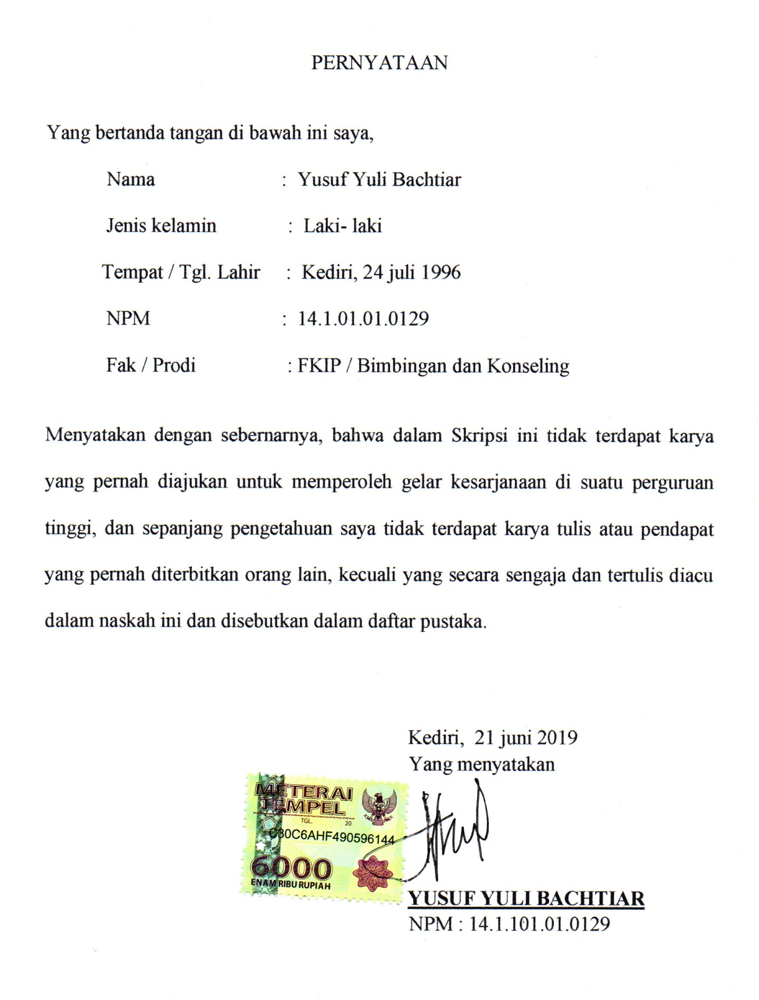 PERNYATAAN
Yang bertanda tangan di bawah ini saya,
Nama : Yusuf Yuli Bachtiar
Jenis kelamin : Laki- laki
Tempat / Tgl. Lahir : Kediri, 24 juli 1996
NPM : 14.1.01.01.0129
Fak / Prodi : FKIP / Bimbingan dan Konseling
Menyatakan dengan sebernarnya, bahwa dalam Skripsi ini tidak terdapat karya
yang pernah diajukan untuk memperoleh gelar kesarjanaan di suatu perguruan
tinggi, dan sepanjang pengetahuan saya tidak terdapat karya tulis atau pendapat
yang pernah diterbitkan orang lain, kecuali yang secara sengaja dan tertulis diacu
dalam naskah ini dan disebutkan dalam daftar pustaka.
Kediri, 21 juni 2019
Yang menyatakan
METERAI
TEMPEL
TGL. 20
C30C6AHF490596144
6000
ENAM RIBU RUPIAH
YUSUF YULI BACHTIAR
NPM : 14.1.101.01.0129